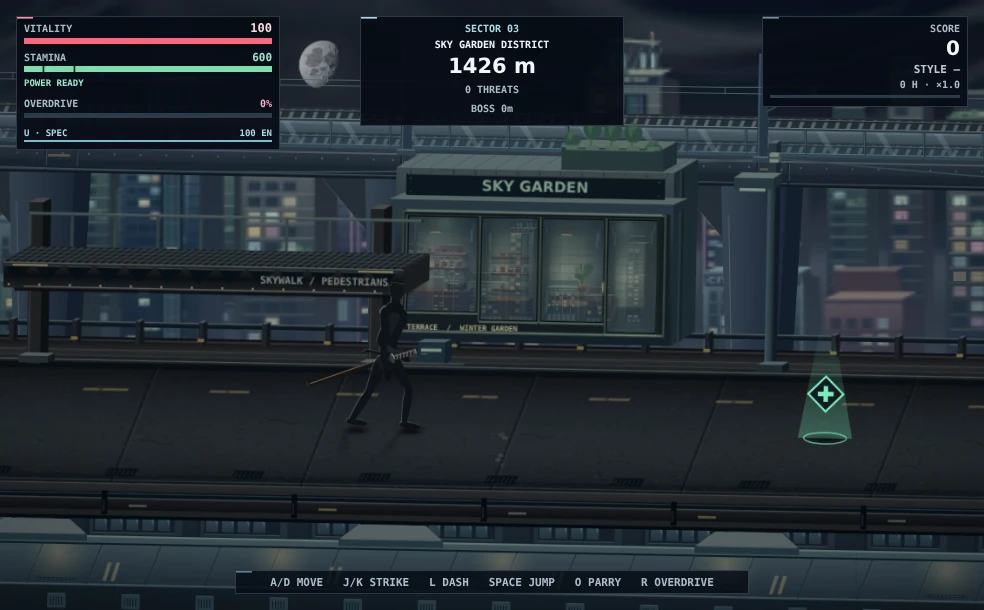 VITALITY 100
STAMINA 600
POWER READY
OVERDRIVE 0%
U · SPEC 100 EN
SECTOR 03
SKY GARDEN DISTRICT
1426 m
0 THREATS
BOSS 0m
SCORE
0
STYLE —
0 H · ×1.0
SKY GARDEN
SKYWALK / PEDESTRIANS
TERRACE / WINTER GARDEN
A/D MOVE J/K STRIKE L DASH SPACE JUMP O PARRY R OVERDRIVE